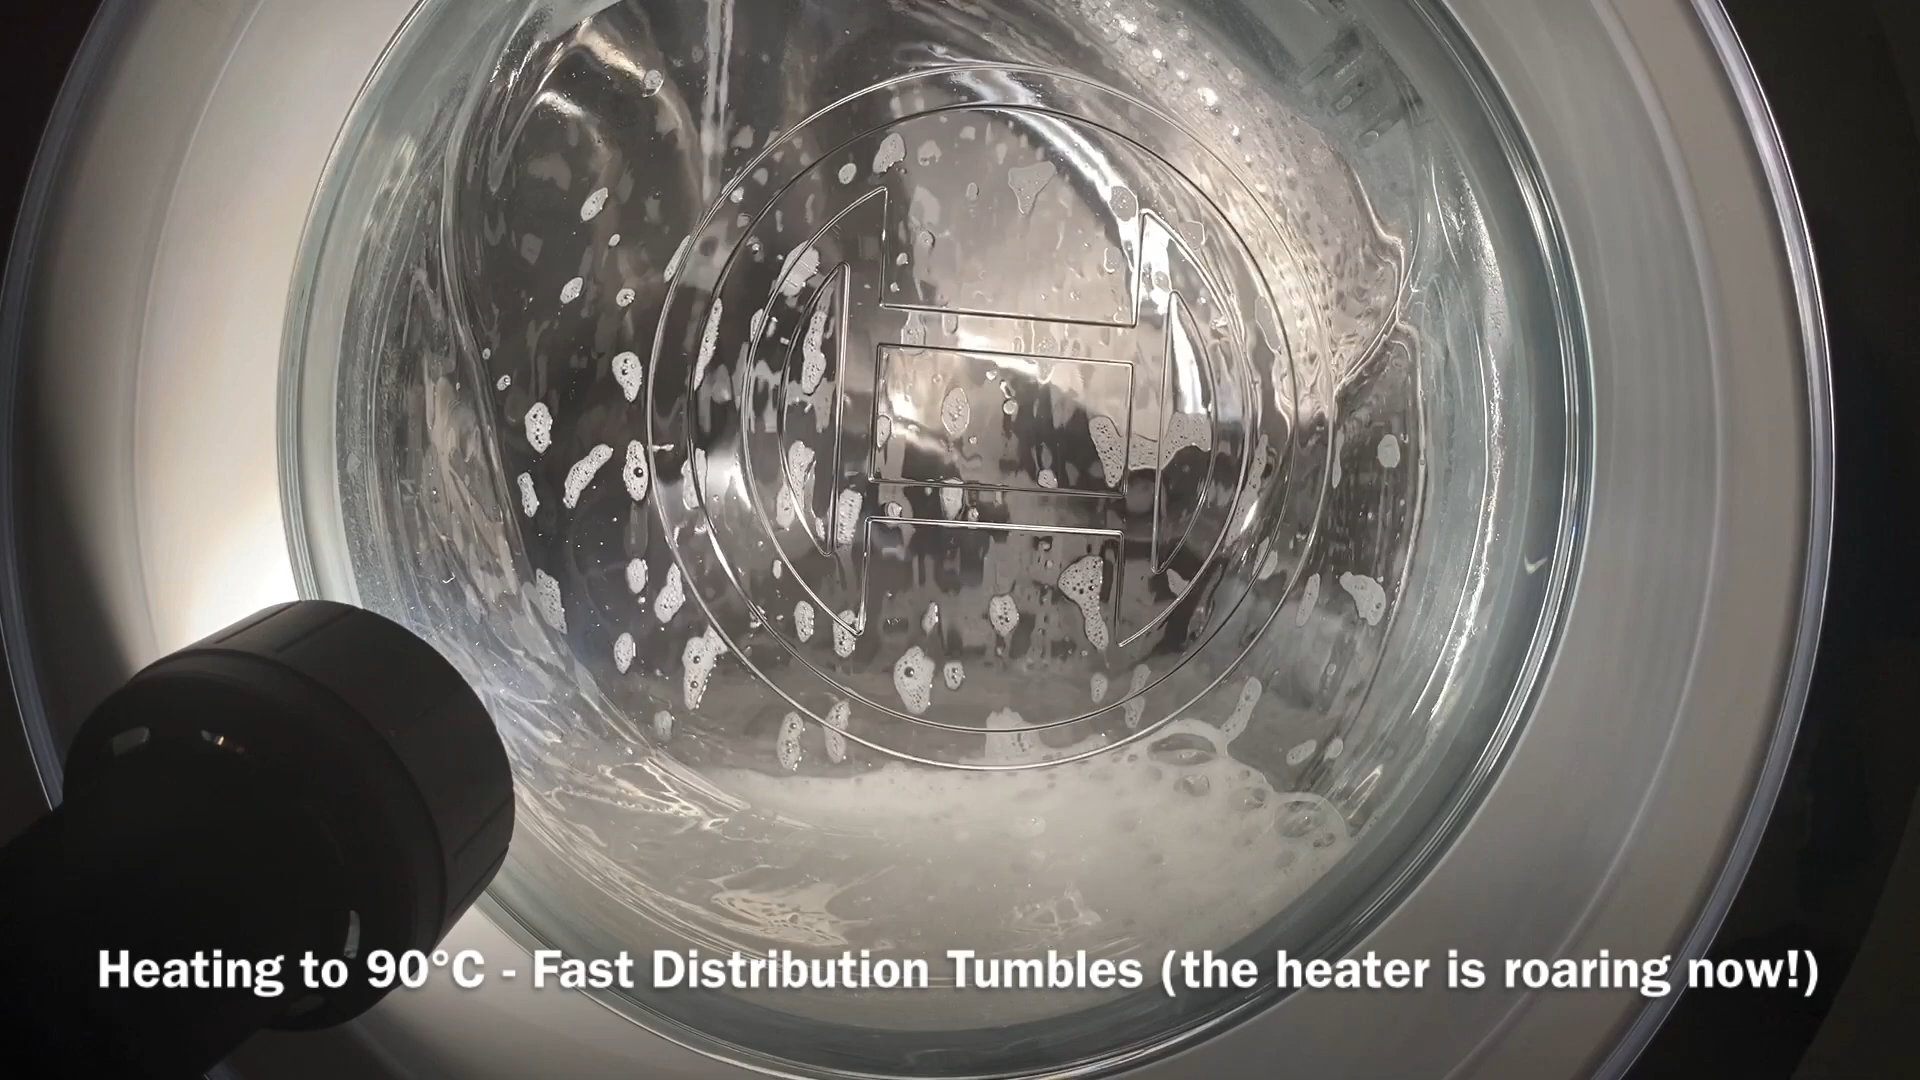 Heating to 90°C - Fast Distribution Tumbles (the heater is roaring now!)